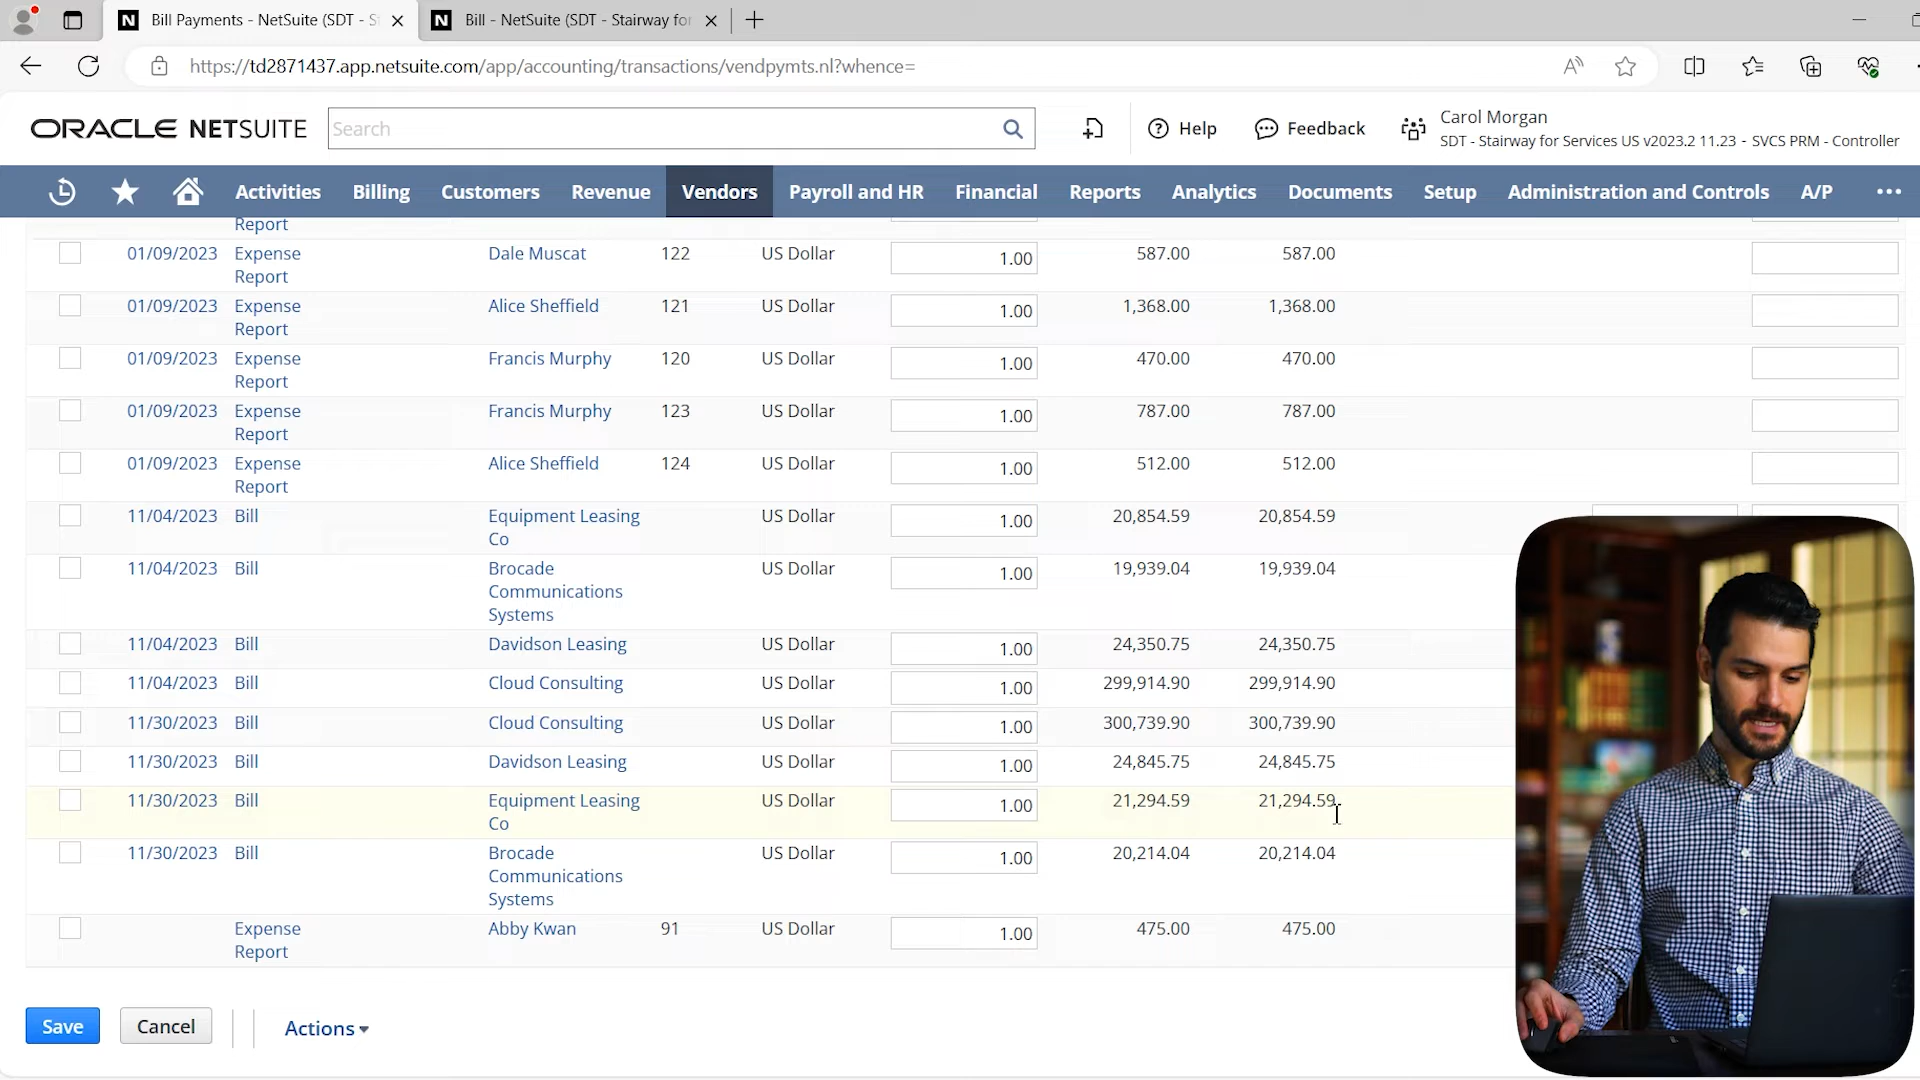 Bill Payments - NetSuite (SDT - S
Bill - NetSuite (SDT - Stairway for
https://td2871437.app.netsuite.com/app/accounting/transactions/vendpymts.nl?whence=
ORACLE NETSUITE
Search
Help
Feedback
Carol Morgan
SDT - Stairway for Services US v2023.2 11.23 - SVCS PRM - Controller
Activities Billing Customers Revenue Vendors Payroll and HR Financial Reports Analytics Documents Setup Administration and Controls A/P
Report
01/09/2023 Expense Dale Muscat 122 US Dollar 1.00 587.00 587.00
Report
01/09/2023 Expense Alice Sheffield 121 US Dollar 1.00 1,368.00 1,368.00
Report
01/09/2023 Expense Francis Murphy 120 US Dollar 1.00 470.00 470.00
Report
01/09/2023 Expense Francis Murphy 123 US Dollar 1.00 787.00 787.00
Report
01/09/2023 Expense Alice Sheffield 124 US Dollar 1.00 512.00 512.00
Report
11/04/2023 Bill Equipment Leasing US Dollar 1.00 20,854.59 20,854.59
Co
11/04/2023 Bill Brocade US Dollar 1.00 19,939.04 19,939.04
Communications
Systems
11/04/2023 Bill Davidson Leasing US Dollar 1.00 24,350.75 24,350.75
11/04/2023 Bill Cloud Consulting US Dollar 1.00 299,914.90 299,914.90
11/30/2023 Bill Cloud Consulting US Dollar 1.00 300,739.90 300,739.90
11/30/2023 Bill Davidson Leasing US Dollar 1.00 24,845.75 24,845.75
11/30/2023 Bill Equipment Leasing US Dollar 1.00 21,294.59 21,294.59
Co
11/30/2023 Bill Brocade US Dollar 1.00 20,214.04 20,214.04
Communications
Systems
Expense Abby Kwan 91 US Dollar 1.00 475.00 475.00
Report
Save
Cancel
Actions